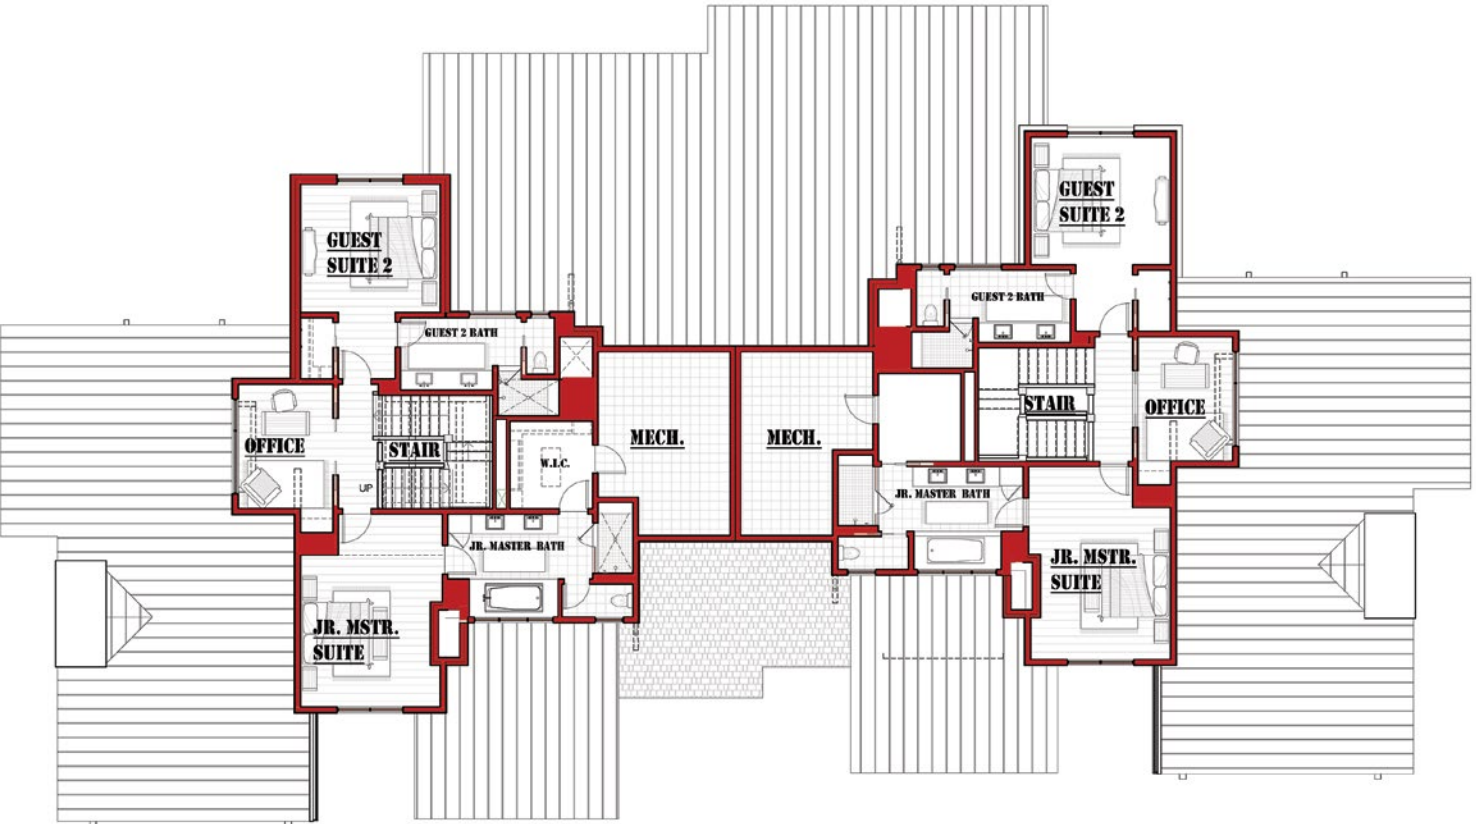 GUEST
SUITE 2
GUEST
SUITE 2
GUEST 2 BATH
GUEST 2 BATH
STAIR
OFFICE
MECH.
MECH.
OFFICE
STAIR
W.I.C.
UP
JR. MASTER BATH
JR. MASTER BATH
JR. MSTR.
SUITE
JR. MSTR.
SUITE